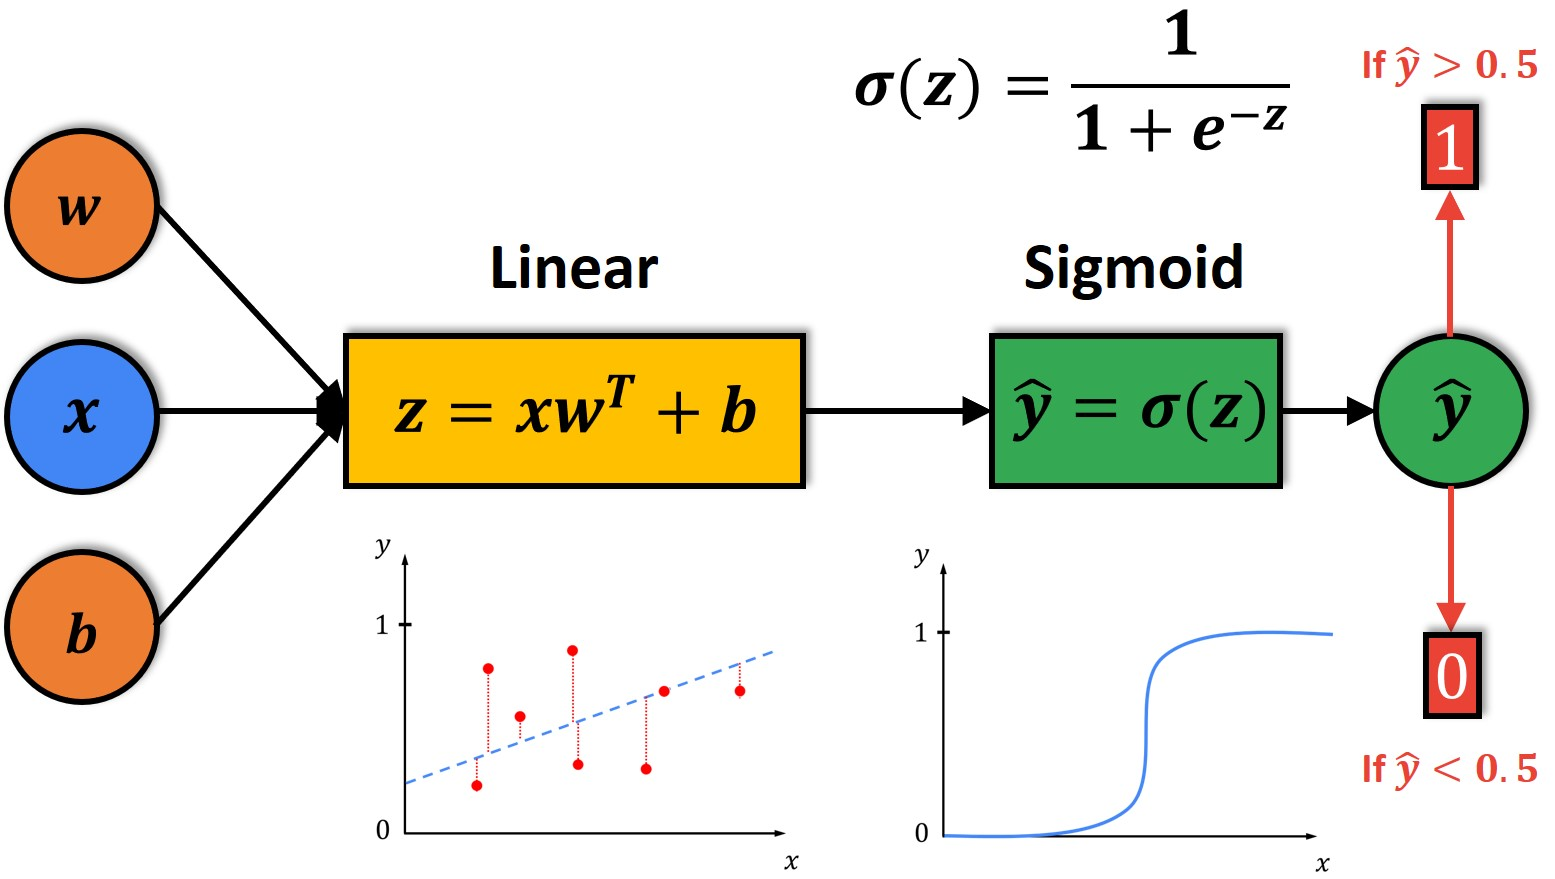 σ(z) = 1 / (1 + e^{−z})
If ŷ > 0.5
1
w
Linear
Sigmoid
x
z = xw^T + b
ŷ = σ(z)
ŷ
b
y
1
0
x
y
1
0
x
0
If ŷ < 0.5